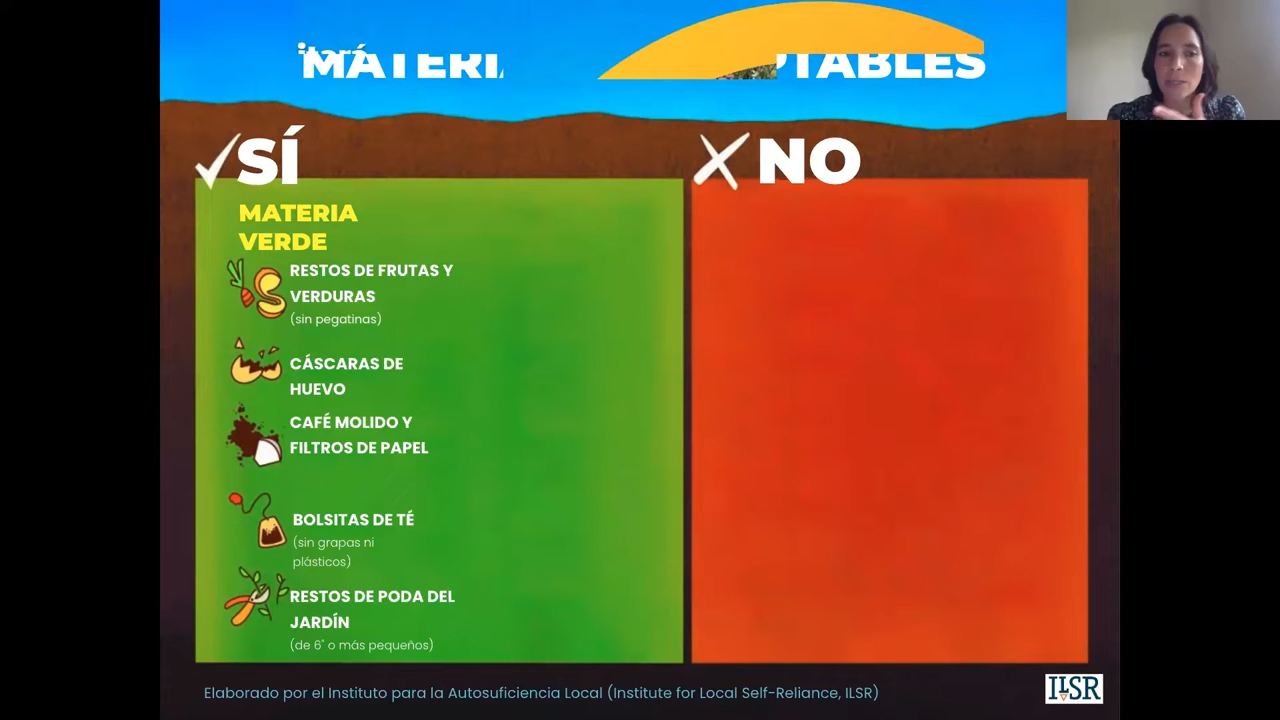 SÍ
NO
MATERIA
VERDE
RESTOS DE FRUTAS Y
VERDURAS
(sin pegatinas)
CÁSCARAS DE
HUEVO
CAFÉ MOLIDO Y
FILTROS DE PAPEL
BOLSITAS DE TÉ
(sin grapas ni
plásticos)
RESTOS DE PODA DEL
JARDÍN
(de 6" o más pequeños)
Elaborado por el Instituto para la Autosuficiencia Local (Institute for Local Self-Reliance, ILSR)
ILSR